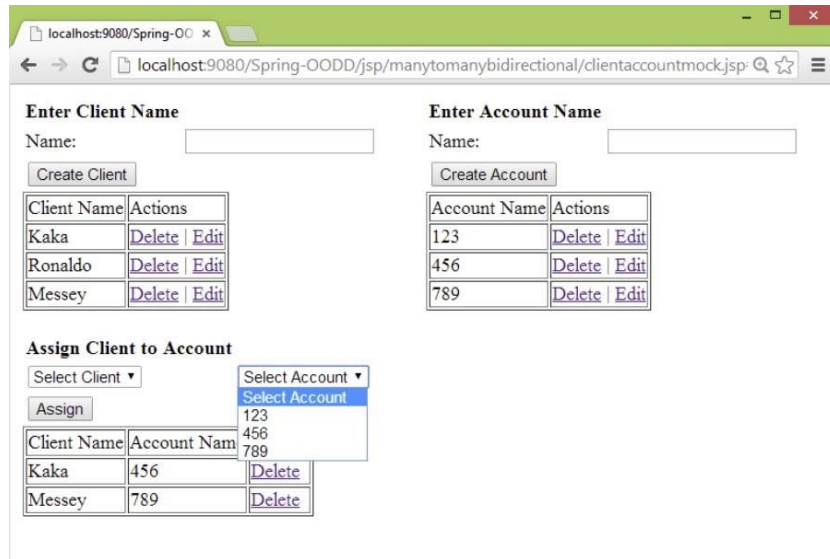 localhost:9080/Spring-OO
localhost:9080/Spring-OODD/jsp/manytomanybidirectional/clientaccountmock.jsp
Enter Client Name
Name:
Create Client
Client Name Actions
Kaka Delete | Edit
Ronaldo Delete | Edit
Messey Delete | Edit
Enter Account Name
Name:
Create Account
Account Name Actions
123 Delete | Edit
456 Delete | Edit
789 Delete | Edit
Assign Client to Account
Select Client
Select Account
Select Account
123
456
789
Assign
Client Name Account Nam
Kaka 456 Delete
Messey 789 Delete